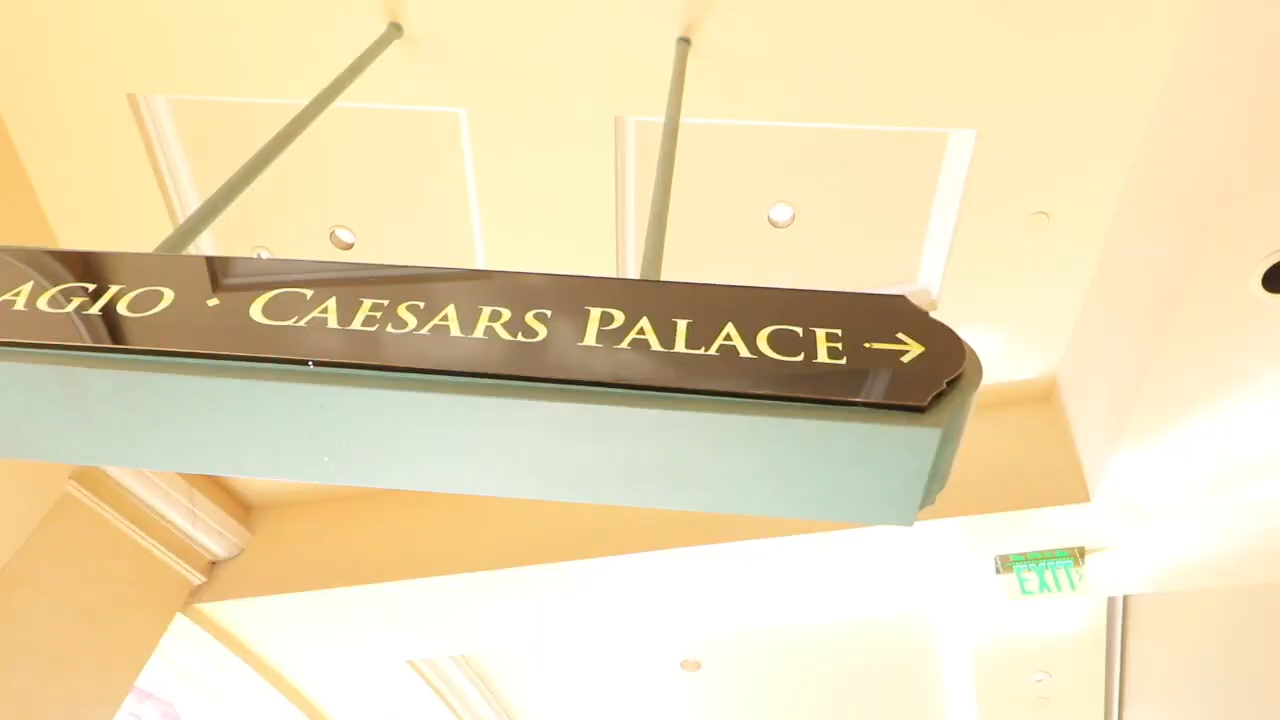 AGIO · CAESARS PALACE →
EXIT